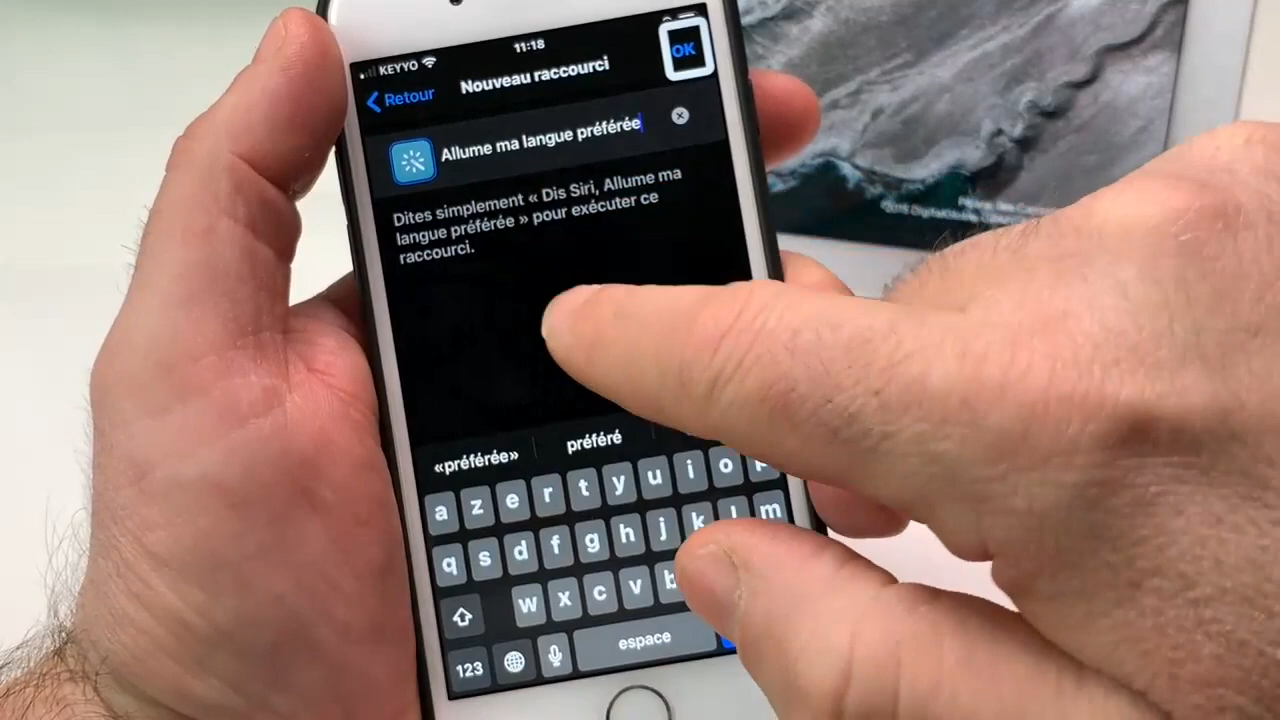 11:18
KEYYO
OK
Retour
Nouveau raccourci
Allume ma langue préférée
Dites simplement « Dis Siri, Allume ma
langue préférée » pour exécuter ce
raccourci.
«préférée»
préféré
a z e r t y u i o p
q s d f g h j k l m
w x c v b
123
espace